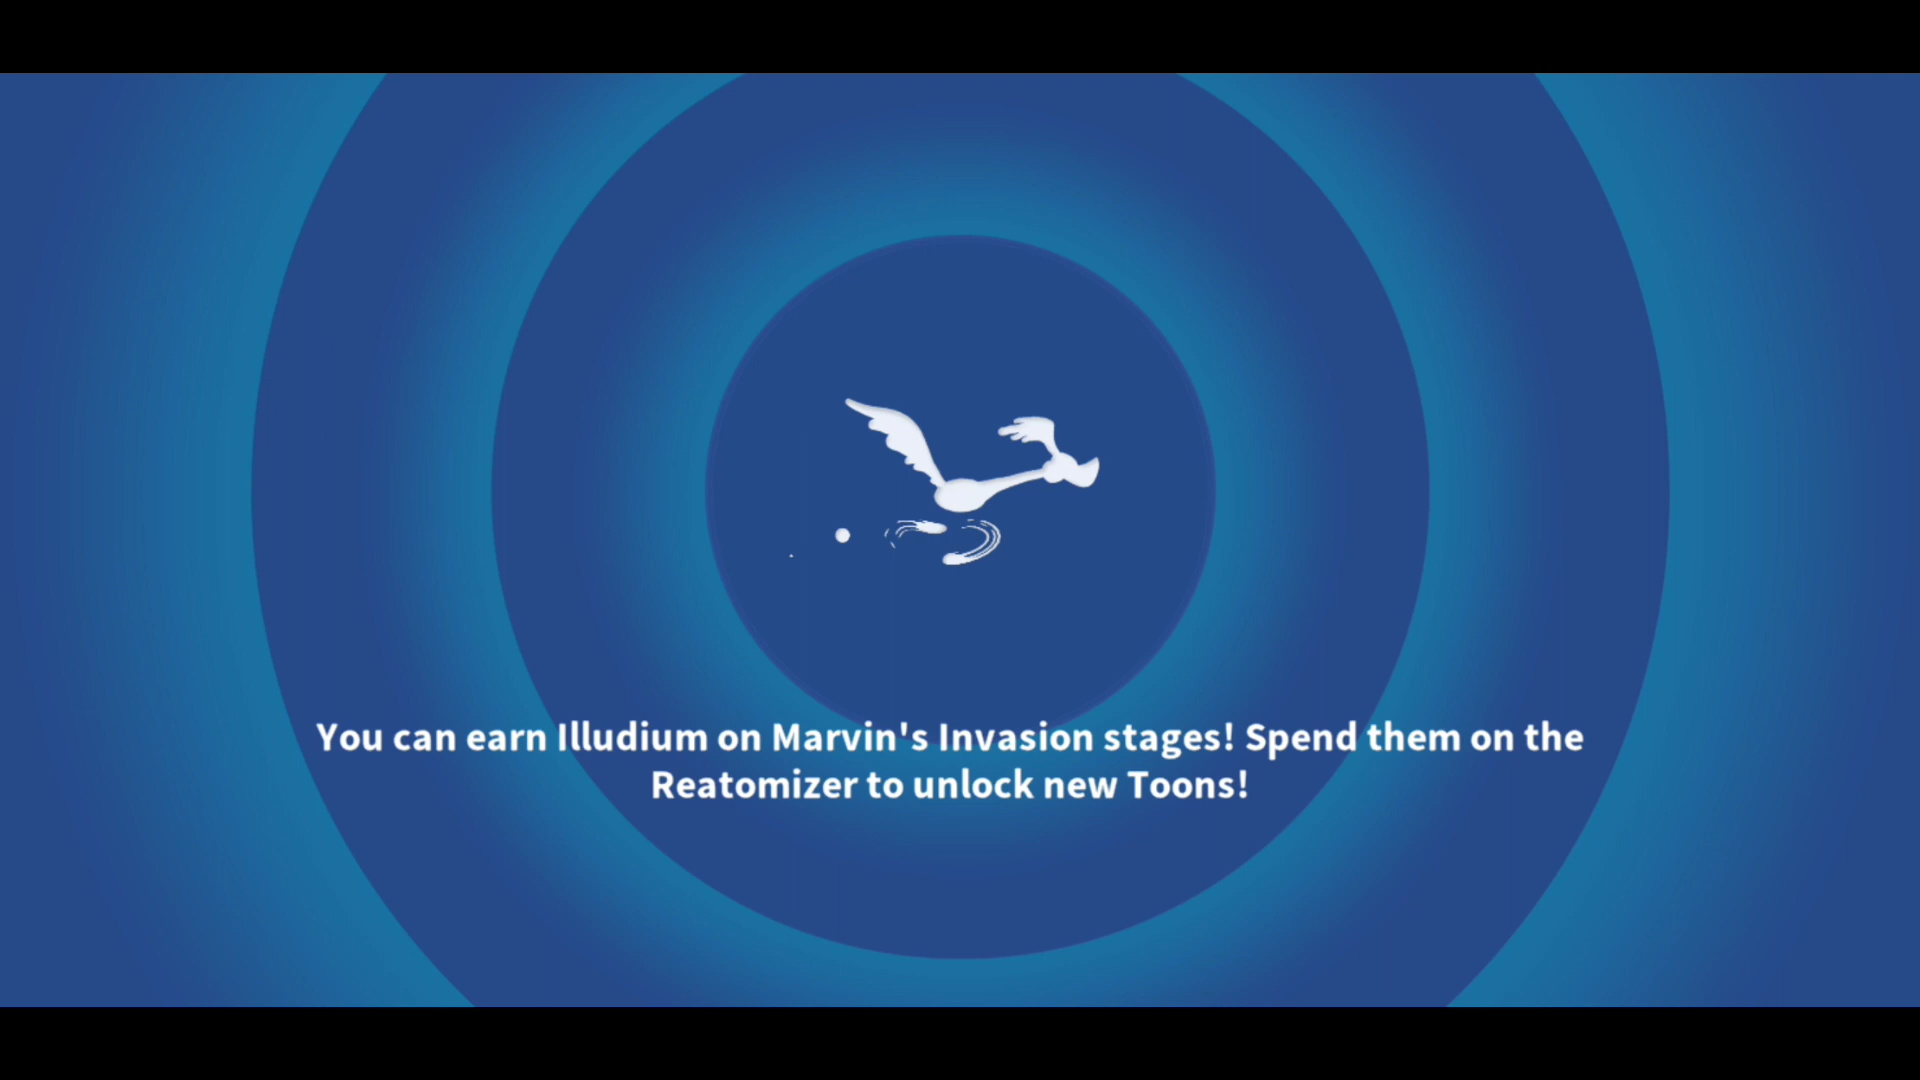 You can earn Illudium on Marvin's Invasion stages! Spend them on the
Reatomizer to unlock new Toons!